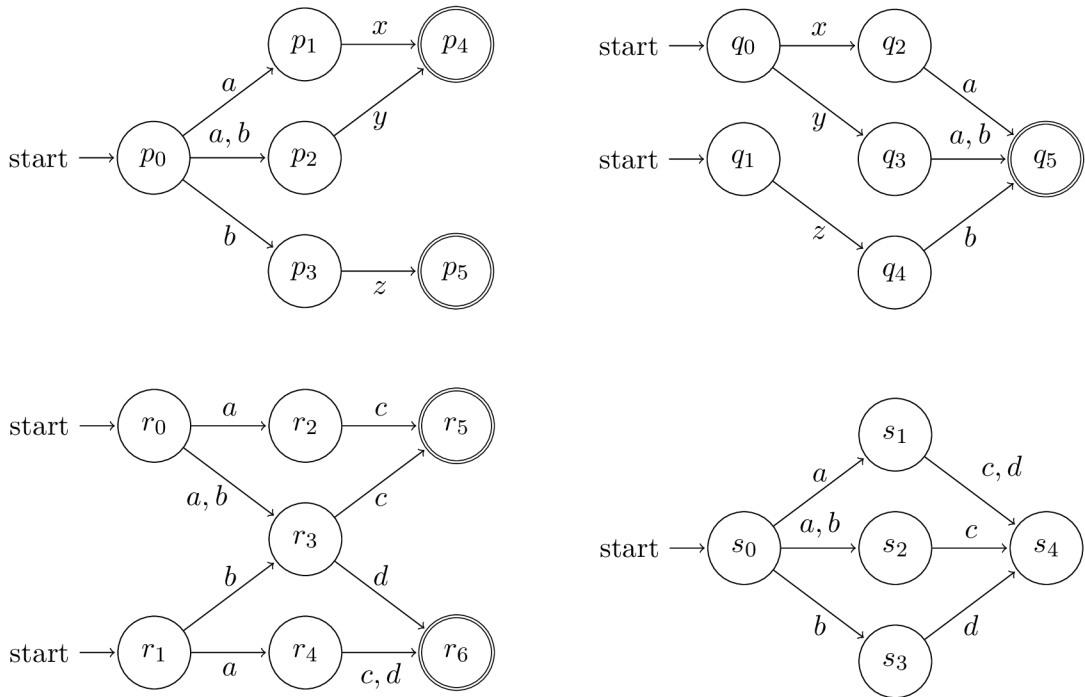 start
p₀
a
a, b
b
p₁
p₂
p₃
x
y
z
p₄
p₅
start
q₀
start
q₁
x
y
z
q₂
q₃
q₄
a
a, b
b
q₅
start
r₀
start
r₁
a
a, b
b
a
r₂
r₃
r₄
c
c
d
c, d
r₅
r₆
start
s₀
a
a, b
b
s₁
s₂
s₃
c, d
c
d
s₄